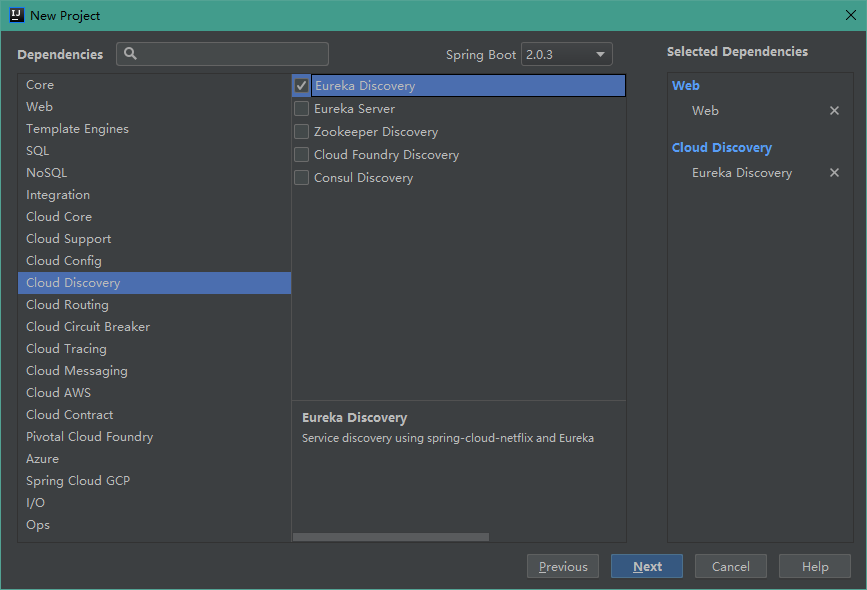 IJ New Project
Dependencies
Spring Boot 2.0.3
Selected Dependencies
Core
Web
Template Engines
SQL
NoSQL
Integration
Cloud Core
Cloud Support
Cloud Config
Cloud Discovery
Cloud Routing
Cloud Circuit Breaker
Cloud Tracing
Cloud Messaging
Cloud AWS
Cloud Contract
Pivotal Cloud Foundry
Azure
Spring Cloud GCP
I/O
Ops
Eureka Discovery
Eureka Server
Zookeeper Discovery
Cloud Foundry Discovery
Consul Discovery
Eureka Discovery
Service discovery using spring-cloud-netflix and Eureka
Web
Web
Cloud Discovery
Eureka Discovery
Previous
Next
Cancel
Help